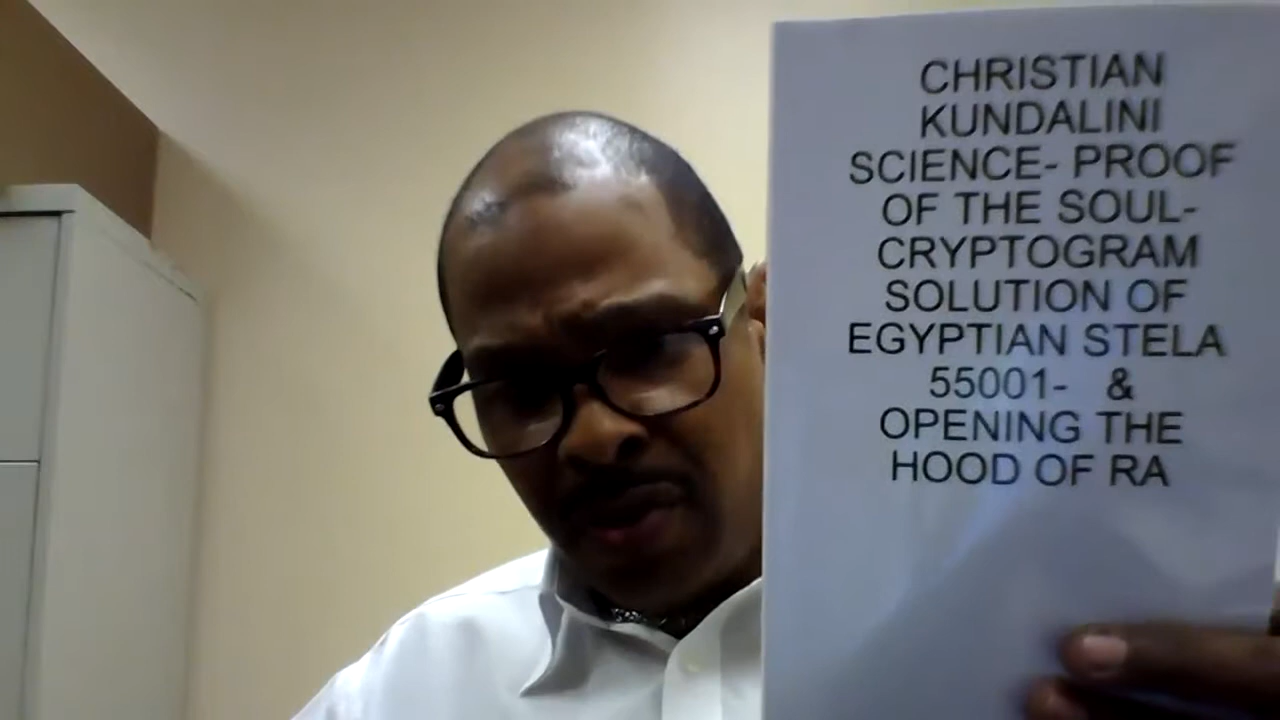 CHRISTIAN
KUNDALINI
SCIENCE- PROOF
OF THE SOUL-
CRYPTOGRAM
SOLUTION OF
EGYPTIAN STELA
55001- &
OPENING THE
HOOD OF RA